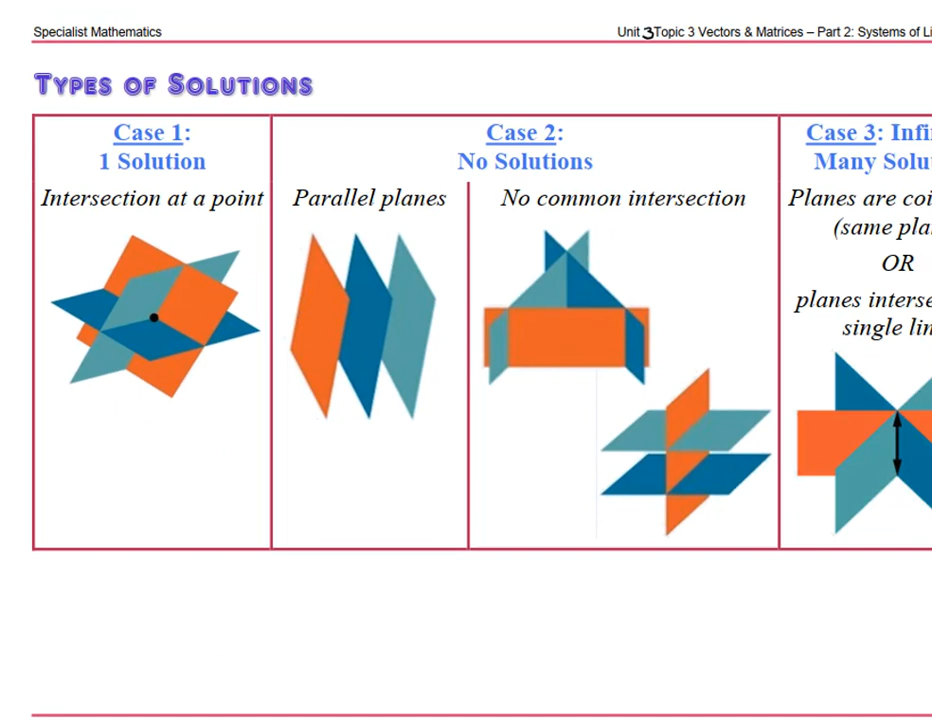 Specialist Mathematics
Unit 3 Topic 3 Vectors & Matrices – Part 2: Systems of Li
TYPES OF SOLUTIONS
Case 1:
1 Solution
Intersection at a point
Case 2:
No Solutions
Parallel planes
No common intersection
Case 3: Infi
Many Solu
Planes are coi
(same pla
OR
planes interse
single lin